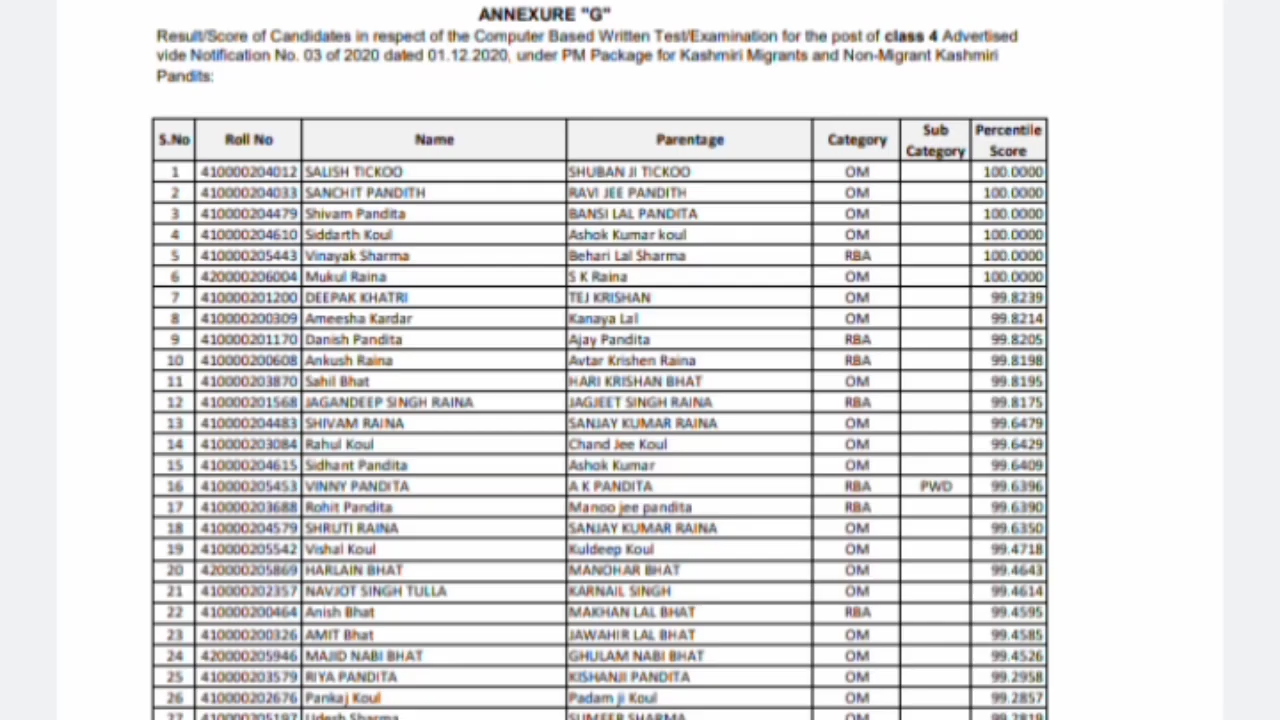 ANNEXURE "G"
Result/Score of Candidates in respect of the Computer Based Written Test/Examination for the post of class 4 Advertised
vide Notification No. 03 of 2020 dated 01.12.2020, under PM Package for Kashmiri Migrants and Non-Migrant Kashmiri
Pandits:
S.No Roll No Name Parentage Category Sub Category Percentile Score
1 410000204012 SALISH TICKOO SHUBAN JI TICKOO OM 100.0000
2 410000204033 SANCHIT PANDITH RAVI JEE PANDITH OM 100.0000
3 410000204479 Shivam Pandita BANSI LAL PANDITA OM 100.0000
4 410000204610 Siddarth Koul Ashok Kumar koul OM 100.0000
5 410000205443 Vinayak Sharma Behari Lal Sharma RBA 100.0000
6 420000206004 Mukul Raina S K Raina OM 100.0000
7 410000201200 DEEPAK KHATRI TEJ KRISHAN OM 99.8239
8 410000200309 Ameesha Kardar Kanaya Lal OM 99.8214
9 410000201170 Danish Pandita Ajay Pandita RBA 99.8205
10 410000200608 Ankush Raina Avtar Krishen Raina RBA 99.8198
11 410000203870 Sahil Bhat HARI KRISHAN BHAT OM 99.8195
12 410000201568 JAGANDEEP SINGH RAINA JAGJEET SINGH RAINA RBA 99.8175
13 410000204483 SHIVAM RAINA SANJAY KUMAR RAINA OM 99.6479
14 410000203084 Rahul Koul Chand Jee Koul OM 99.6429
15 410000204615 Sidhant Pandita Ashok Kumar OM 99.6409
16 410000205453 VINNY PANDITA A K PANDITA RBA PWD 99.6396
17 410000203688 Rohit Pandita Manoo jee pandita RBA 99.6390
18 410000204579 SHRUTI RAINA SANJAY KUMAR RAINA OM 99.6350
19 410000205542 Vishal Koul Kuldeep Koul OM 99.4718
20 420000205869 HARLAIN BHAT MANOHAR BHAT OM 99.4643
21 410000202357 NAVJOT SINGH TULLA KARNAIL SINGH OM 99.4614
22 410000200464 Anish Bhat MAKHAN LAL BHAT RBA 99.4595
23 410000200326 AMIT Bhat JAWAHIR LAL BHAT OM 99.4585
24 420000205946 MAJID NABI BHAT GHULAM NABI BHAT OM 99.4526
25 410000203579 RIYA PANDITA KISHANJI PANDITA OM 99.2958
26 410000202676 Pankaj Koul Padam ji Koul OM 99.2857
27 410000205197 Udesh Sharma SUMEER SHARMA OM 99.2819